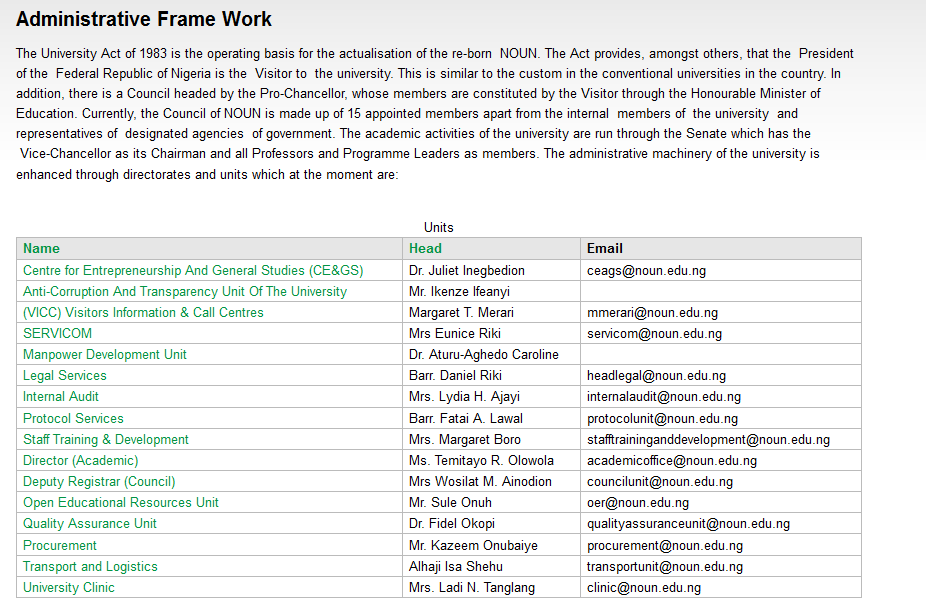 Administrative Frame Work
The University Act of 1983 is the operating basis for the actualisation of the re-born NOUN. The Act provides, amongst others, that the President
of the Federal Republic of Nigeria is the Visitor to the university. This is similar to the custom in the conventional universities in the country. In
addition, there is a Council headed by the Pro-Chancellor, whose members are constituted by the Visitor through the Honourable Minister of
Education. Currently, the Council of NOUN is made up of 15 appointed members apart from the internal members of the university and
representatives of designated agencies of government. The academic activities of the university are run through the Senate which has the
Vice-Chancellor as its Chairman and all Professors and Programme Leaders as members. The administrative machinery of the university is
enhanced through directorates and units which at the moment are:
Units
Name Head Email
Centre for Entrepreneurship And General Studies (CE&GS) Dr. Juliet Inegbedion ceags@noun.edu.ng
Anti-Corruption And Transparency Unit Of The University Mr. Ikenze Ifeanyi
(VICC) Visitors Information & Call Centres Margaret T. Merari mmerari@noun.edu.ng
SERVICOM Mrs Eunice Riki servicom@noun.edu.ng
Manpower Development Unit Dr. Aturu-Aghedo Caroline
Legal Services Barr. Daniel Riki headlegal@noun.edu.ng
Internal Audit Mrs. Lydia H. Ajayi internalaudit@noun.edu.ng
Protocol Services Barr. Fatai A. Lawal protocolunit@noun.edu.ng
Staff Training & Development Mrs. Margaret Boro stafftraininganddevelopment@noun.edu.ng
Director (Academic) Ms. Temitayo R. Olowola academicoffice@noun.edu.ng
Deputy Registrar (Council) Mrs Wosilat M. Ainodion councilunit@noun.edu.ng
Open Educational Resources Unit Mr. Sule Onuh oer@noun.edu.ng
Quality Assurance Unit Dr. Fidel Okopi qualityassuranceunit@noun.edu.ng
Procurement Mr. Kazeem Onubaiye procurement@noun.edu.ng
Transport and Logistics Alhaji Isa Shehu transportunit@noun.edu.ng
University Clinic Mrs. Ladi N. Tanglang clinic@noun.edu.ng